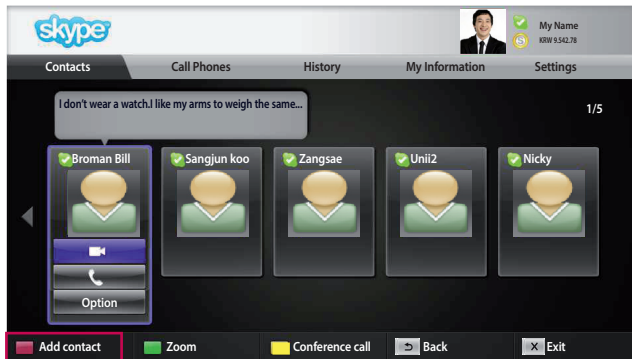 skype
My Name
KRW 9.542.78
Contacts Call Phones History My Information Settings
I don't wear a watch.I like my arms to weigh the same...
1/5
Broman Bill Sangjun koo Zangsae Unii2 Nicky
Option
Add contact Zoom Conference call Back X Exit